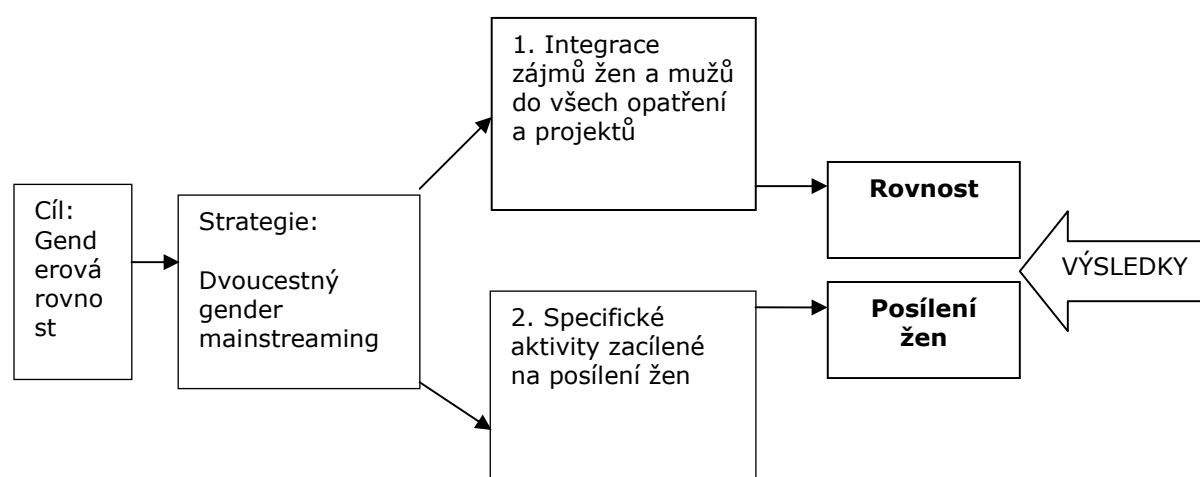 Cíl:
Gend
erová
rovno
st
Strategie:
Dvoucestný
gender
mainstreaming
1. Integrace
zájmů žen a mužů
do všech opatření
a projektů
2. Specifické
aktivity zacílené
na posílení žen
Rovnost
Posílení
žen
VÝSLEDKY